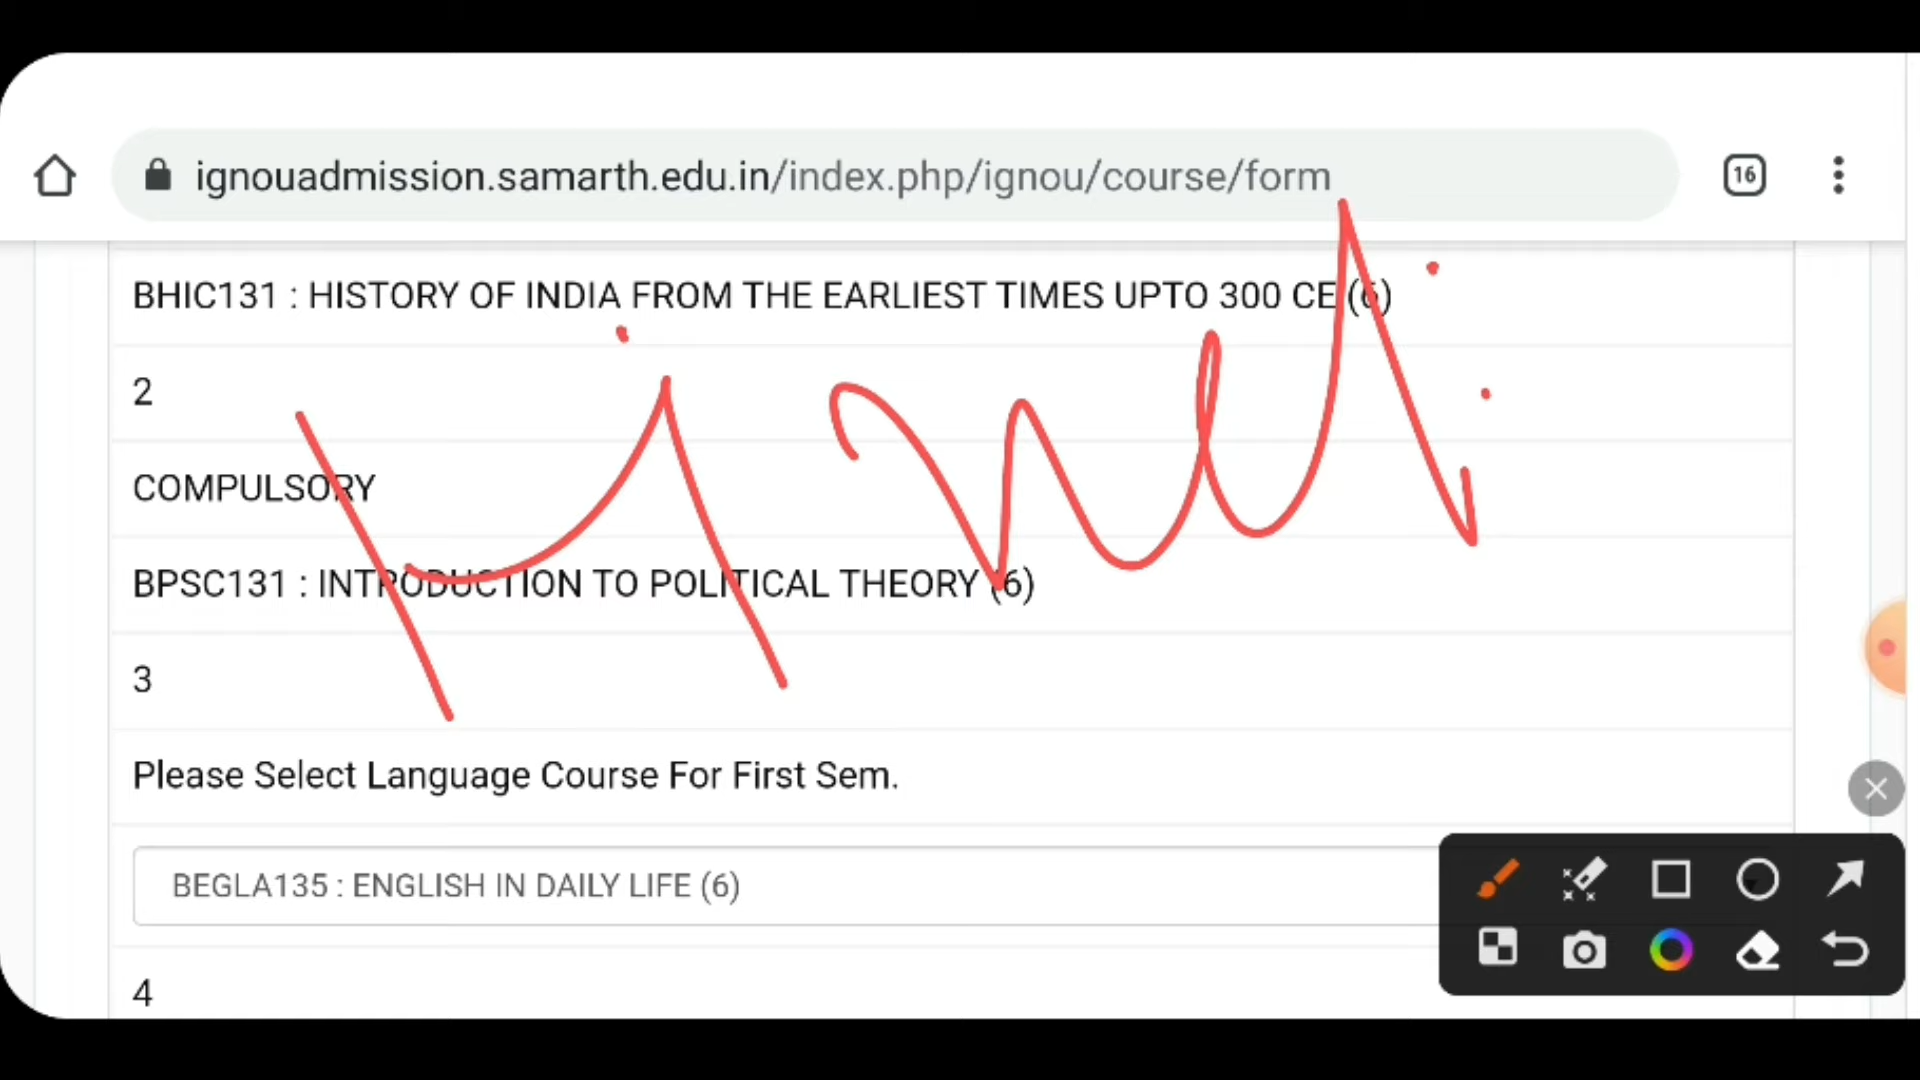 ignouadmission.samarth.edu.in/index.php/ignou/course/form
16
BHIC131 : HISTORY OF INDIA FROM THE EARLIEST TIMES UPTO 300 CE (6)
2
COMPULSORY
BPSC131 : INTRODUCTION TO POLITICAL THEORY (6)
3
Please Select Language Course For First Sem.
BEGLA135 : ENGLISH IN DAILY LIFE (6)
4